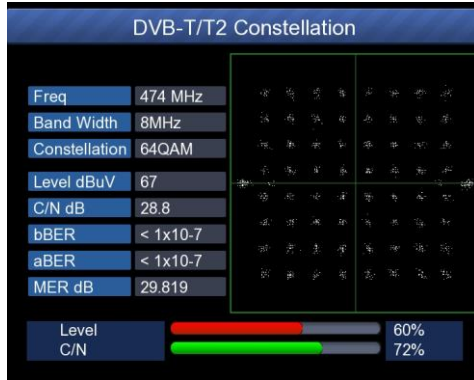 DVB-T/T2 Constellation
Freq 474 MHz
Band Width 8MHz
Constellation 64QAM
Level dBuV 67
C/N dB 28.8
bBER < 1x10-7
aBER < 1x10-7
MER dB 29.819
Level 60%
C/N 72%